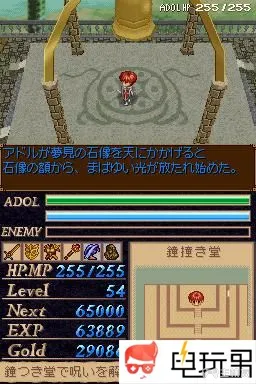 ADOL HP 255/255
アドルが夢見の石像を天にかかげると
石像の額から、まばゆい光が放たれ始めた。
ADOL
ENEMY
鐘撞き堂
HP.MP 255/255
Level 54
Next 65000
EXP 63889
Gold 29086
鐘つき堂で呪いを解
电玩男